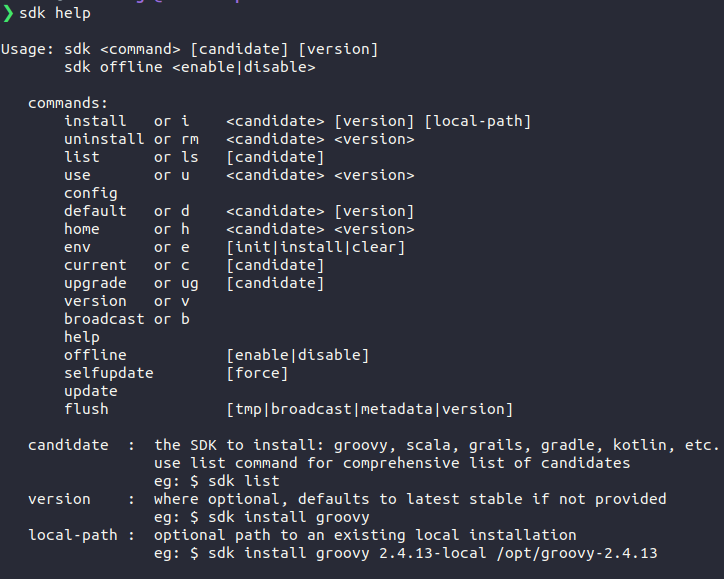 ❯ sdk help
Usage: sdk <command> [candidate] [version]
       sdk offline <enable|disable>
   commands:
       install   or i    <candidate> [version] [local-path]
       uninstall or rm   <candidate> <version>
       list      or ls   [candidate]
       use       or u    <candidate> <version>
       config
       default   or d    <candidate> [version]
       home      or h    <candidate> <version>
       env       or e    [init|install|clear]
       current   or c    [candidate]
       upgrade   or ug   [candidate]
       version   or v
       broadcast or b
       help
       offline           [enable|disable]
       selfupdate        [force]
       update
       flush             [tmp|broadcast|metadata|version]
   candidate  :  the SDK to install: groovy, scala, grails, gradle, kotlin, etc.
                 use list command for comprehensive list of candidates
                 eg: $ sdk list
   version    :  where optional, defaults to latest stable if not provided
                 eg: $ sdk install groovy
   local-path :  optional path to an existing local installation
                 eg: $ sdk install groovy 2.4.13-local /opt/groovy-2.4.13